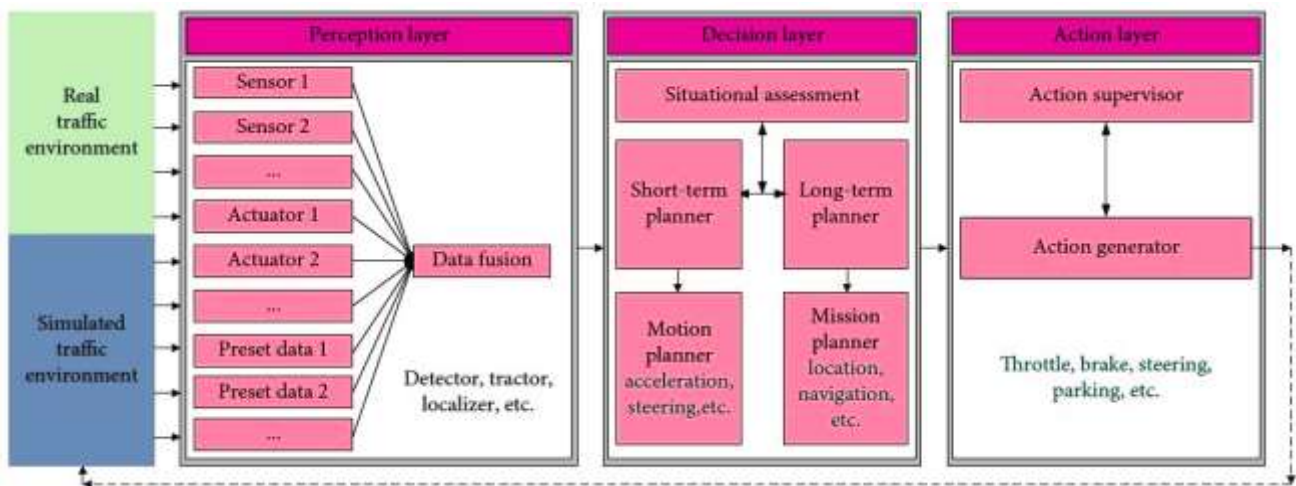 Real
traffic
environment
Simulated
traffic
environment
Perception layer
Sensor 1
Sensor 2
...
Actuator 1
Actuator 2
...
Preset data 1
Preset data 2
...
Data fusion
Detector, tractor,
localizer, etc.
Decision layer
Situational assessment
Short-term
planner
Long-term
planner
Motion
planner
acceleration,
steering,etc.
Mission
planner
location,
navigation,
etc.
Action layer
Action supervisor
Action generator
Throttle, brake, steering,
parking, etc.